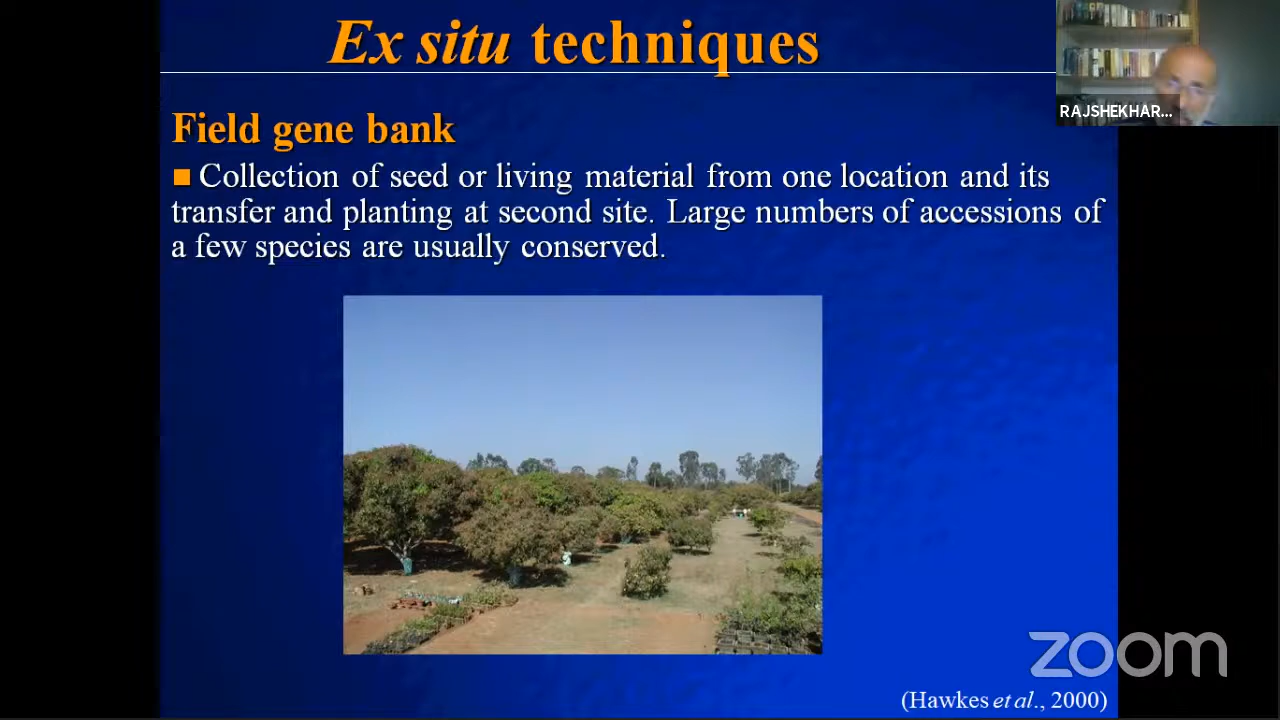 Ex situ techniques
RAJSHEKHAR...
Field gene bank
Collection of seed or living material from one location and its
transfer and planting at second site. Large numbers of accessions of
a few species are usually conserved.
zoom
(Hawkes et al., 2000)